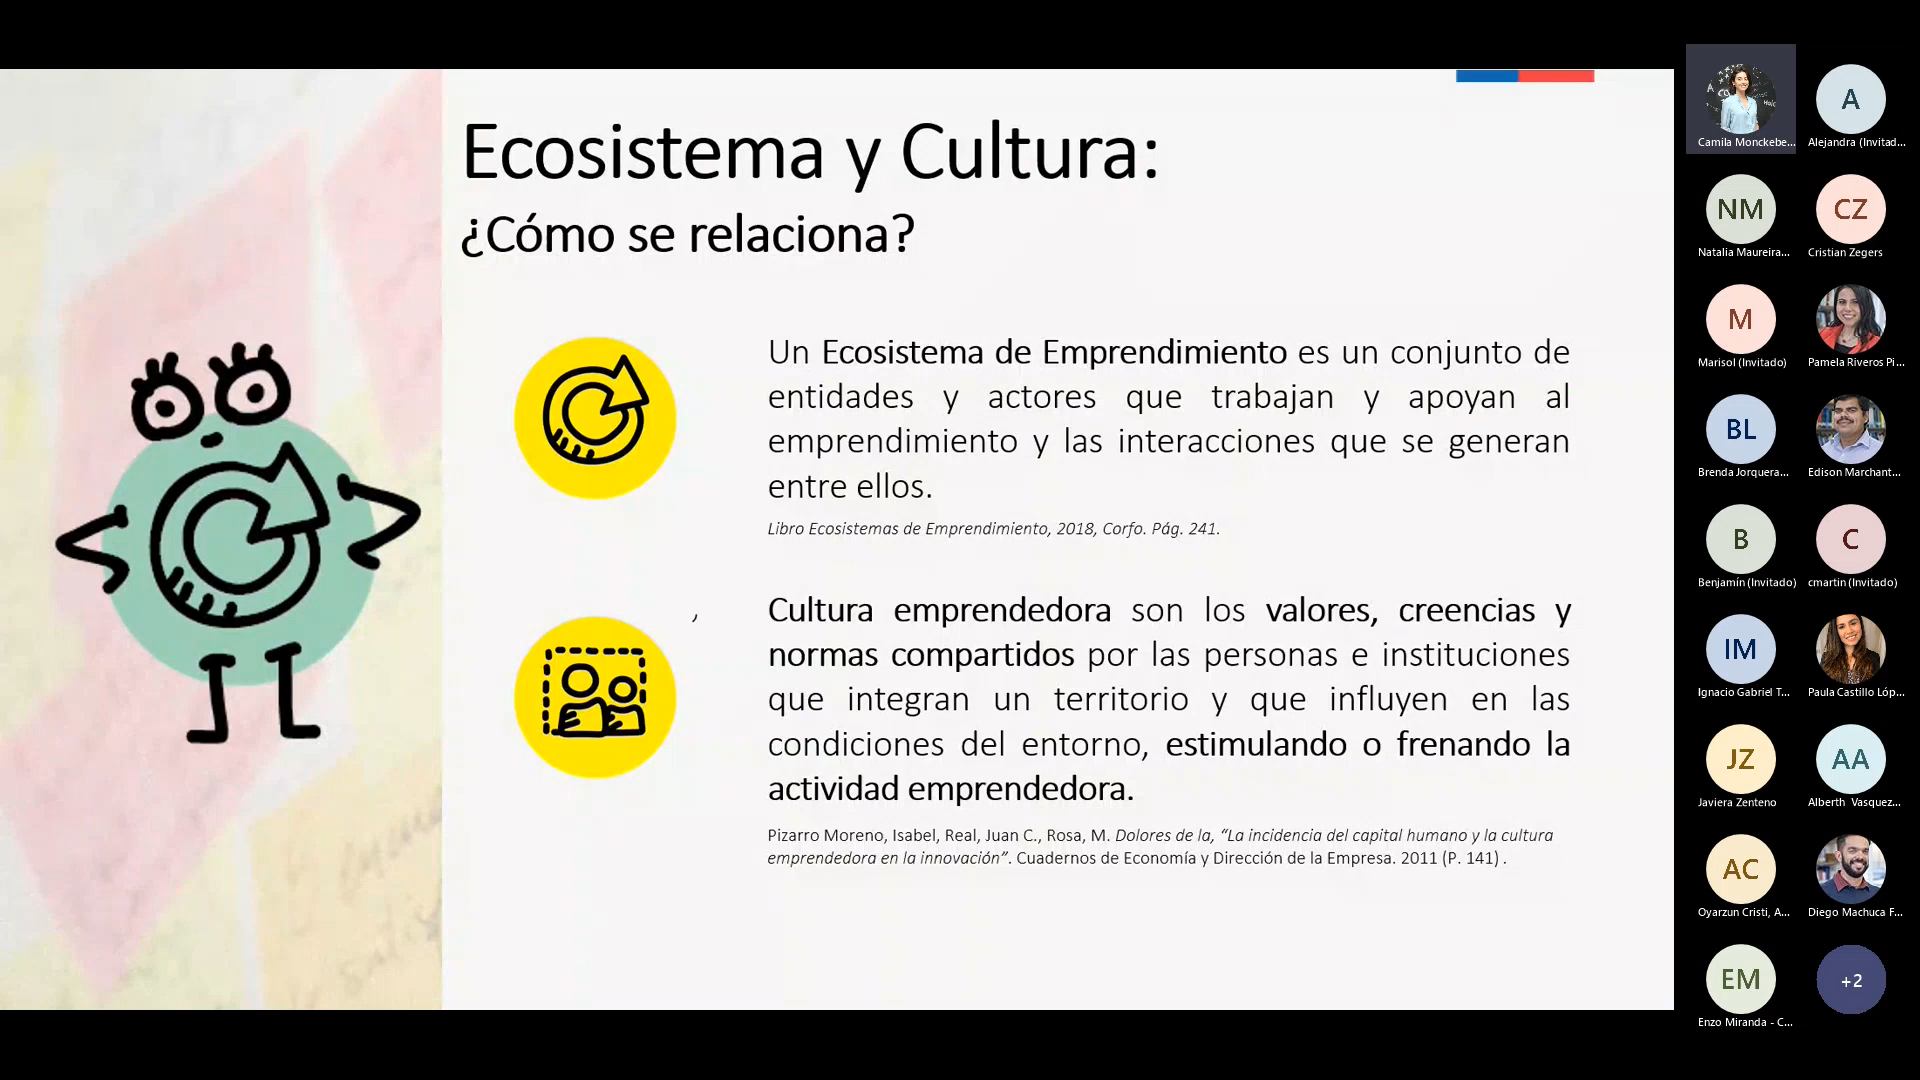 Ecosistema y Cultura:
¿Cómo se relaciona?
Un Ecosistema de Emprendimiento es un conjunto de
entidades y actores que trabajan y apoyan al
emprendimiento y las interacciones que se generan
entre ellos.
Libro Ecosistemas de Emprendimiento, 2018, Corfo. Pág. 241.
,
Cultura emprendedora son los valores, creencias y
normas compartidos por las personas e instituciones
que integran un territorio y que influyen en las
condiciones del entorno, estimulando o frenando la
actividad emprendedora.
Pizarro Moreno, Isabel, Real, Juan C., Rosa, M. Dolores de la, “La incidencia del capital humano y la cultura
emprendedora en la innovación”. Cuadernos de Economía y Dirección de la Empresa. 2011 (P. 141) .
Camila Monckebe...
A
Alejandra (Invitad...
NM
Natalia Maureira...
CZ
Cristian Zegers
M
Marisol (Invitado)
Pamela Riveros Pi...
BL
Brenda Jorquera...
Edison Marchant...
B
Benjamín (Invitado)
C
cmartin (Invitado)
IM
Ignacio Gabriel T...
Paula Castillo Lóp...
JZ
Javiera Zenteno
AA
Alberth Vasquez...
AC
Oyarzun Cristi, A...
Diego Machuca F...
EM
Enzo Miranda - C...
+2